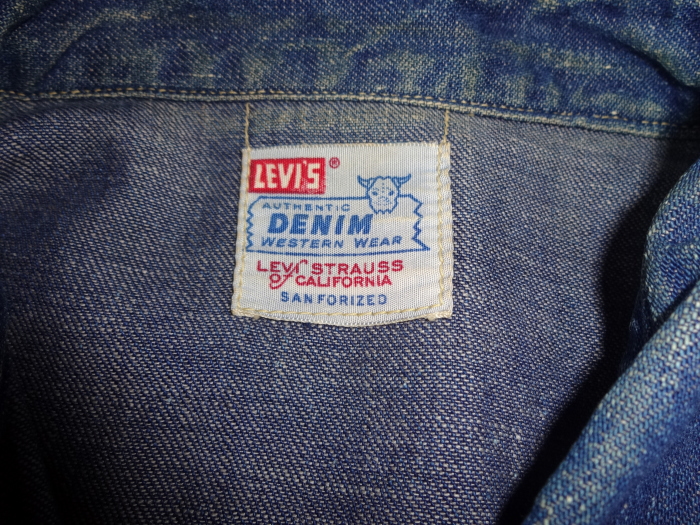 LEVI'S ®
AUTHENTIC
DENIM
WESTERN WEAR
LEVI STRAUSS
OF CALIFORNIA
SANFORIZED